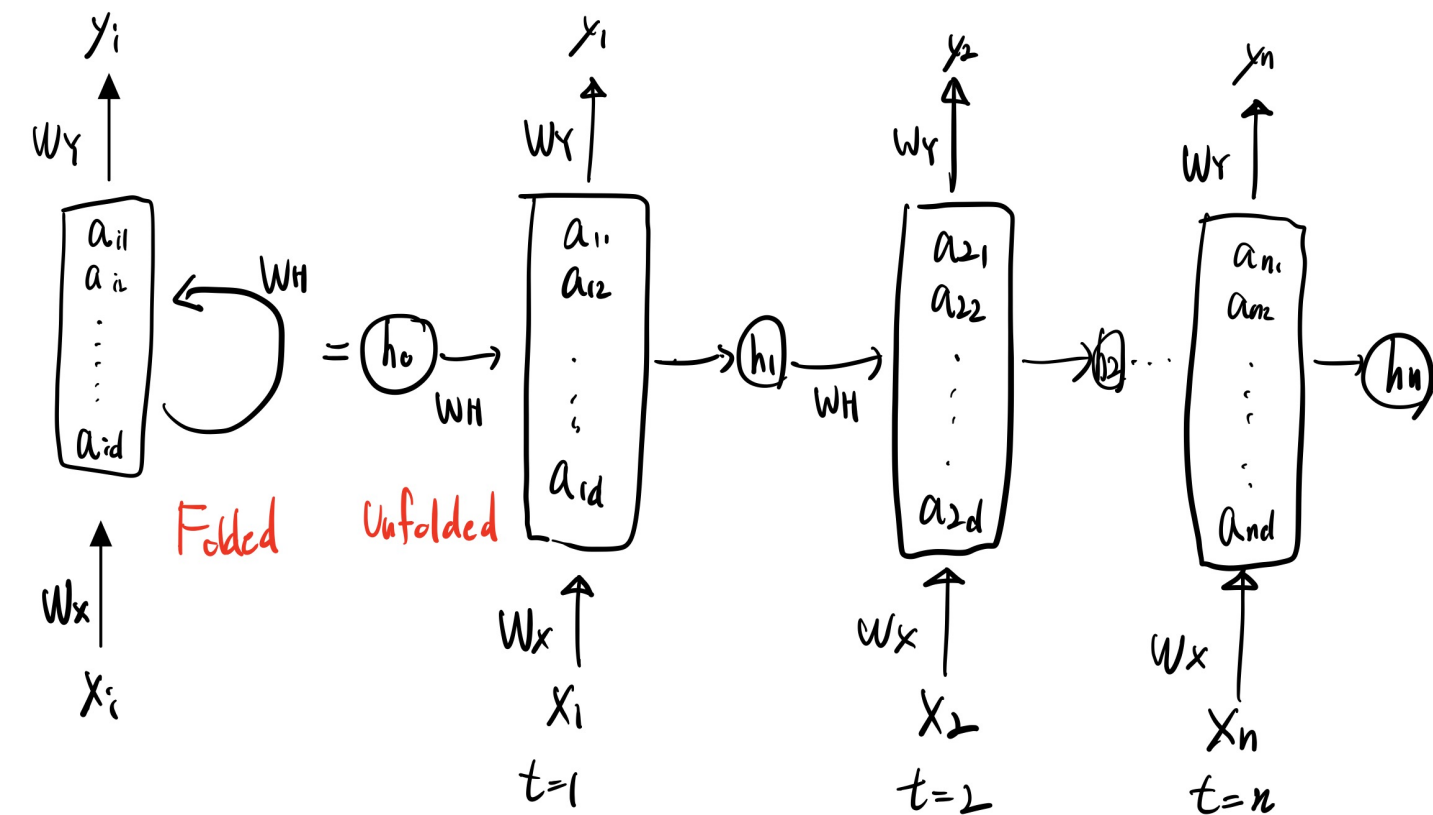 yi
WY
ai1
ai2
aid
WH
Folded
Wx
Xi
=
h0
WH
Unfolded
y1
WY
a11
a12
a1d
Wx
X1
t=1
h1
WH
y2
WY
a21
a22
a2d
Wx
X2
t=2
h2
yn
WY
an1
an2
and
Wx
Xn
t=n
hn